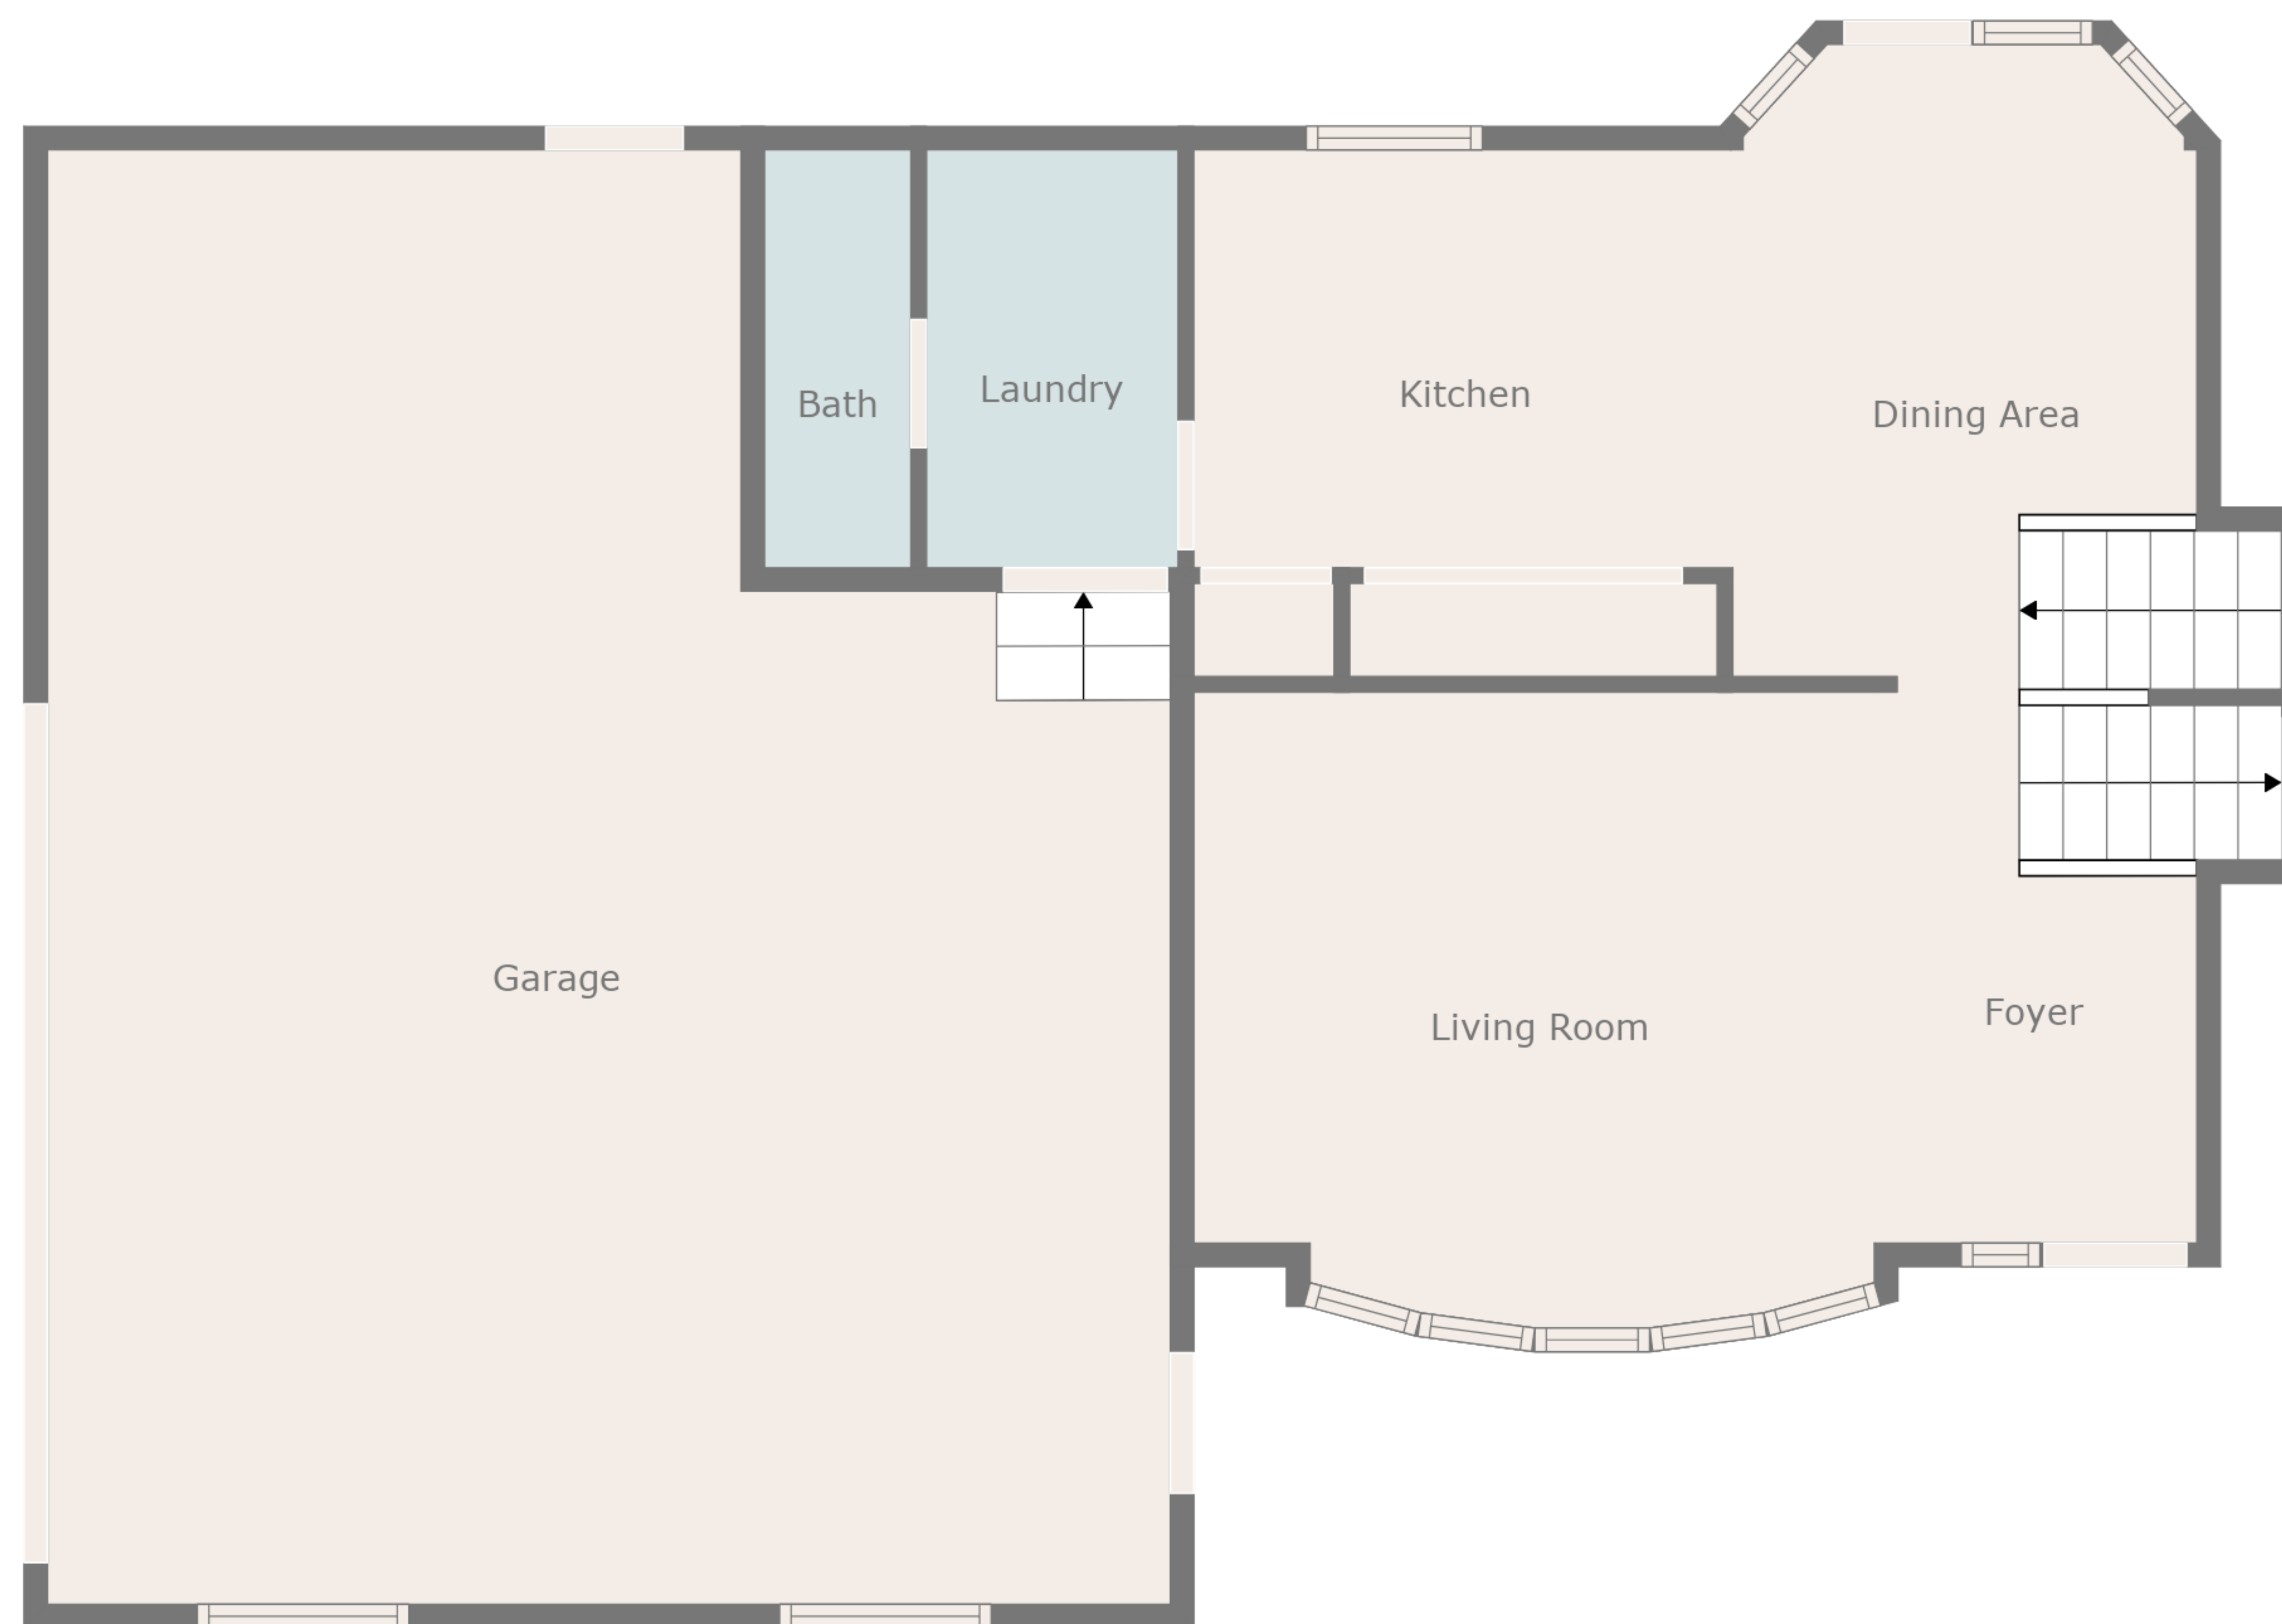 Bath
Laundry
Kitchen
Dining Area
Garage
Living Room
Foyer